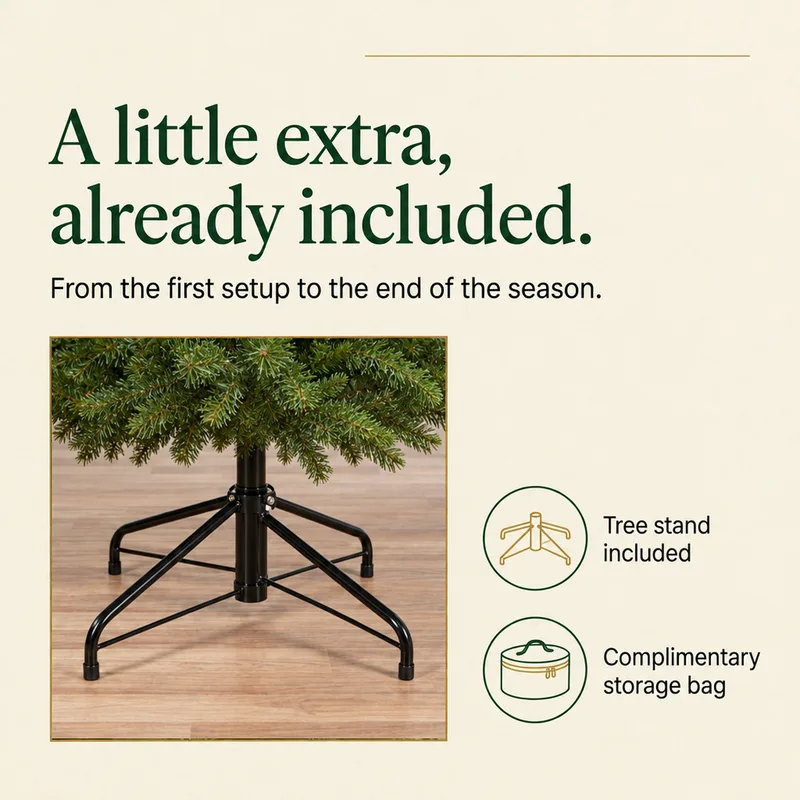 A little extra,
already included.
From the first setup to the end of the season.
Tree stand
included
Complimentary
storage bag